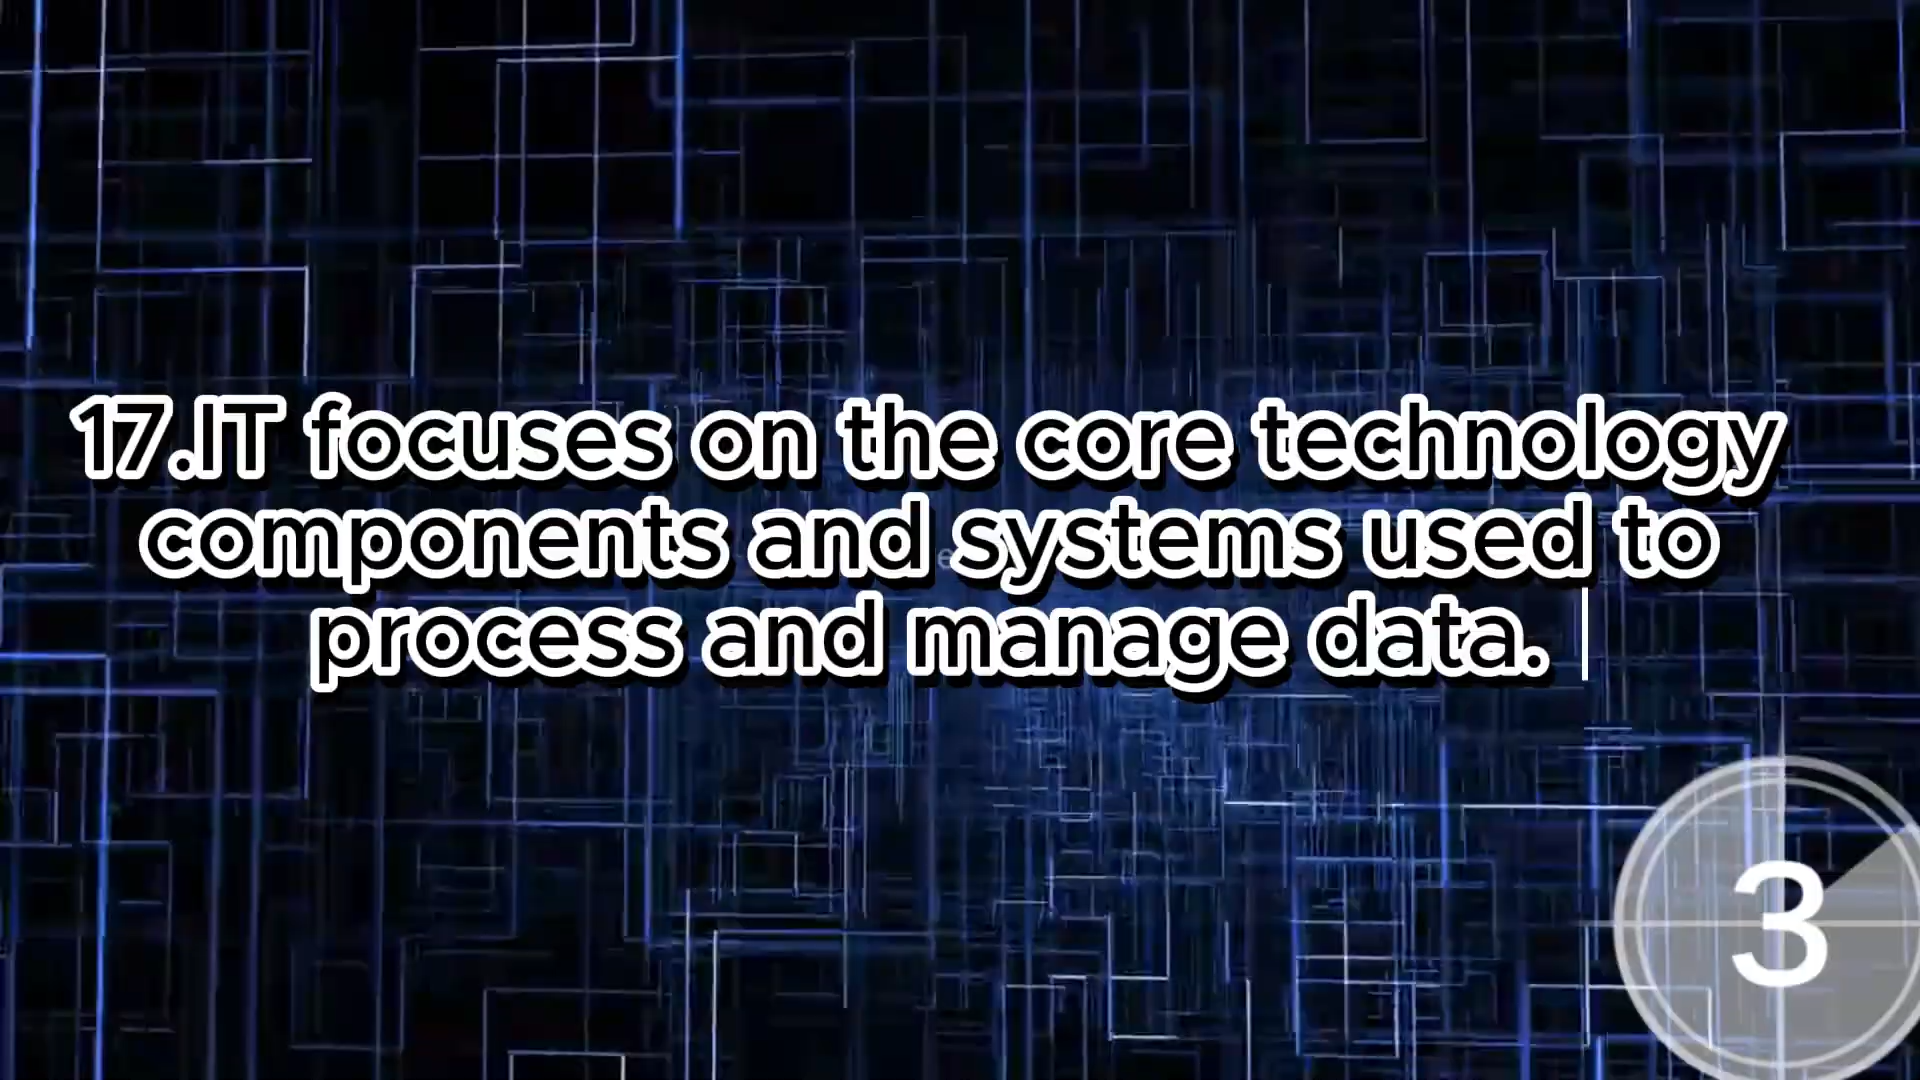 17.IT focuses on the core technology
components and systems used to
process and manage data.
3